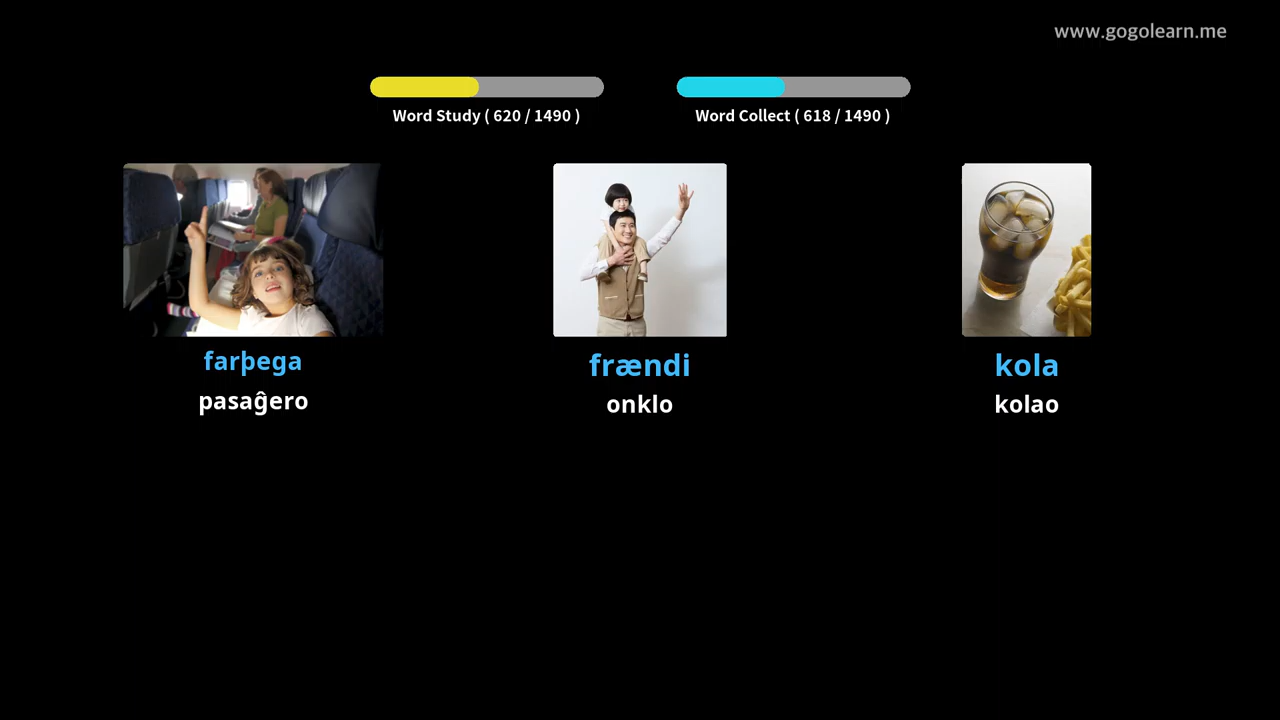 www.gogolearn.me
Word Study ( 620 / 1490 )
Word Collect ( 618 / 1490 )
farþega
pasaĝero
frændi
onklo
kola
kolao